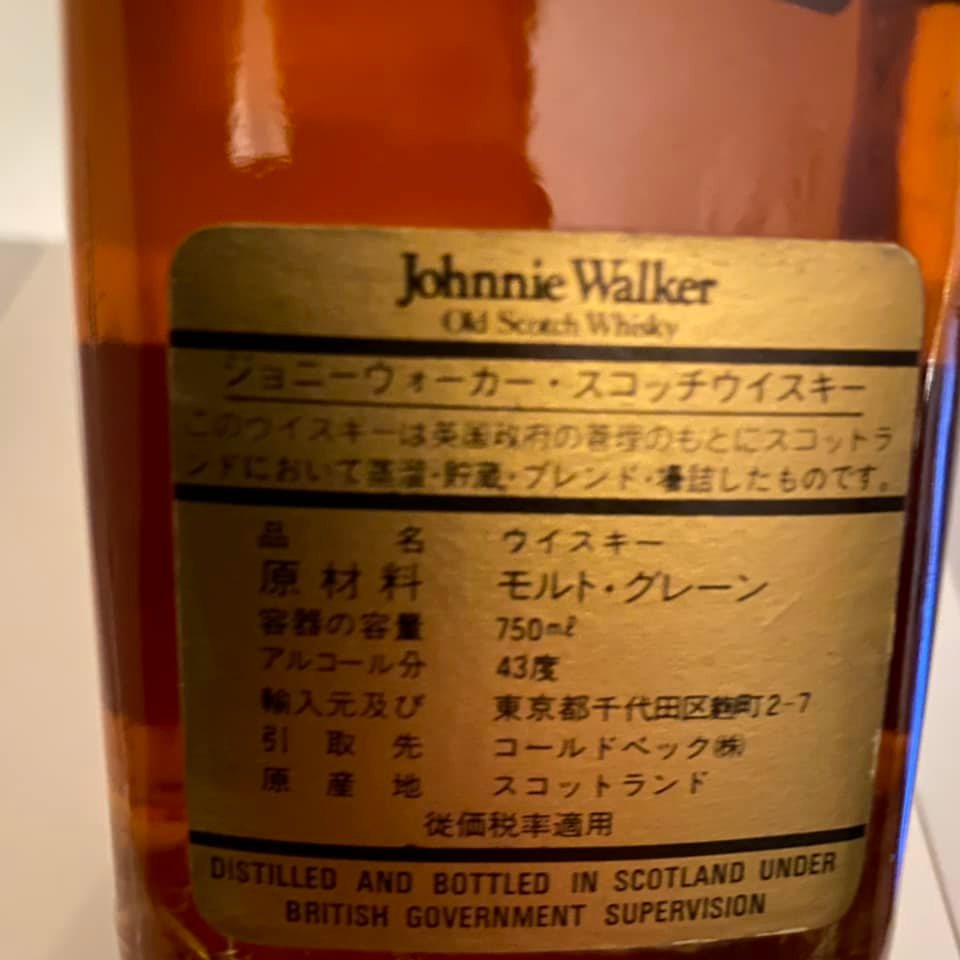 Johnnie Walker
Old Scotch Whisky
ジョニーウォーカー・スコッチウイスキー
このウイスキーは英国政府の管理のもとにスコットラ
ンドにおいて蒸溜・貯蔵・ブレンド・壜詰したものです。
品 名 ウイスキー
原材料 モルト・グレーン
容器の容量 750ml
アルコール分 43度
輸入元及び 東京都千代田区麹町2-7
引取先 コールドベック㈱
原産地 スコットランド
従価税率適用
DISTILLED AND BOTTLED IN SCOTLAND UNDER
BRITISH GOVERNMENT SUPERVISION